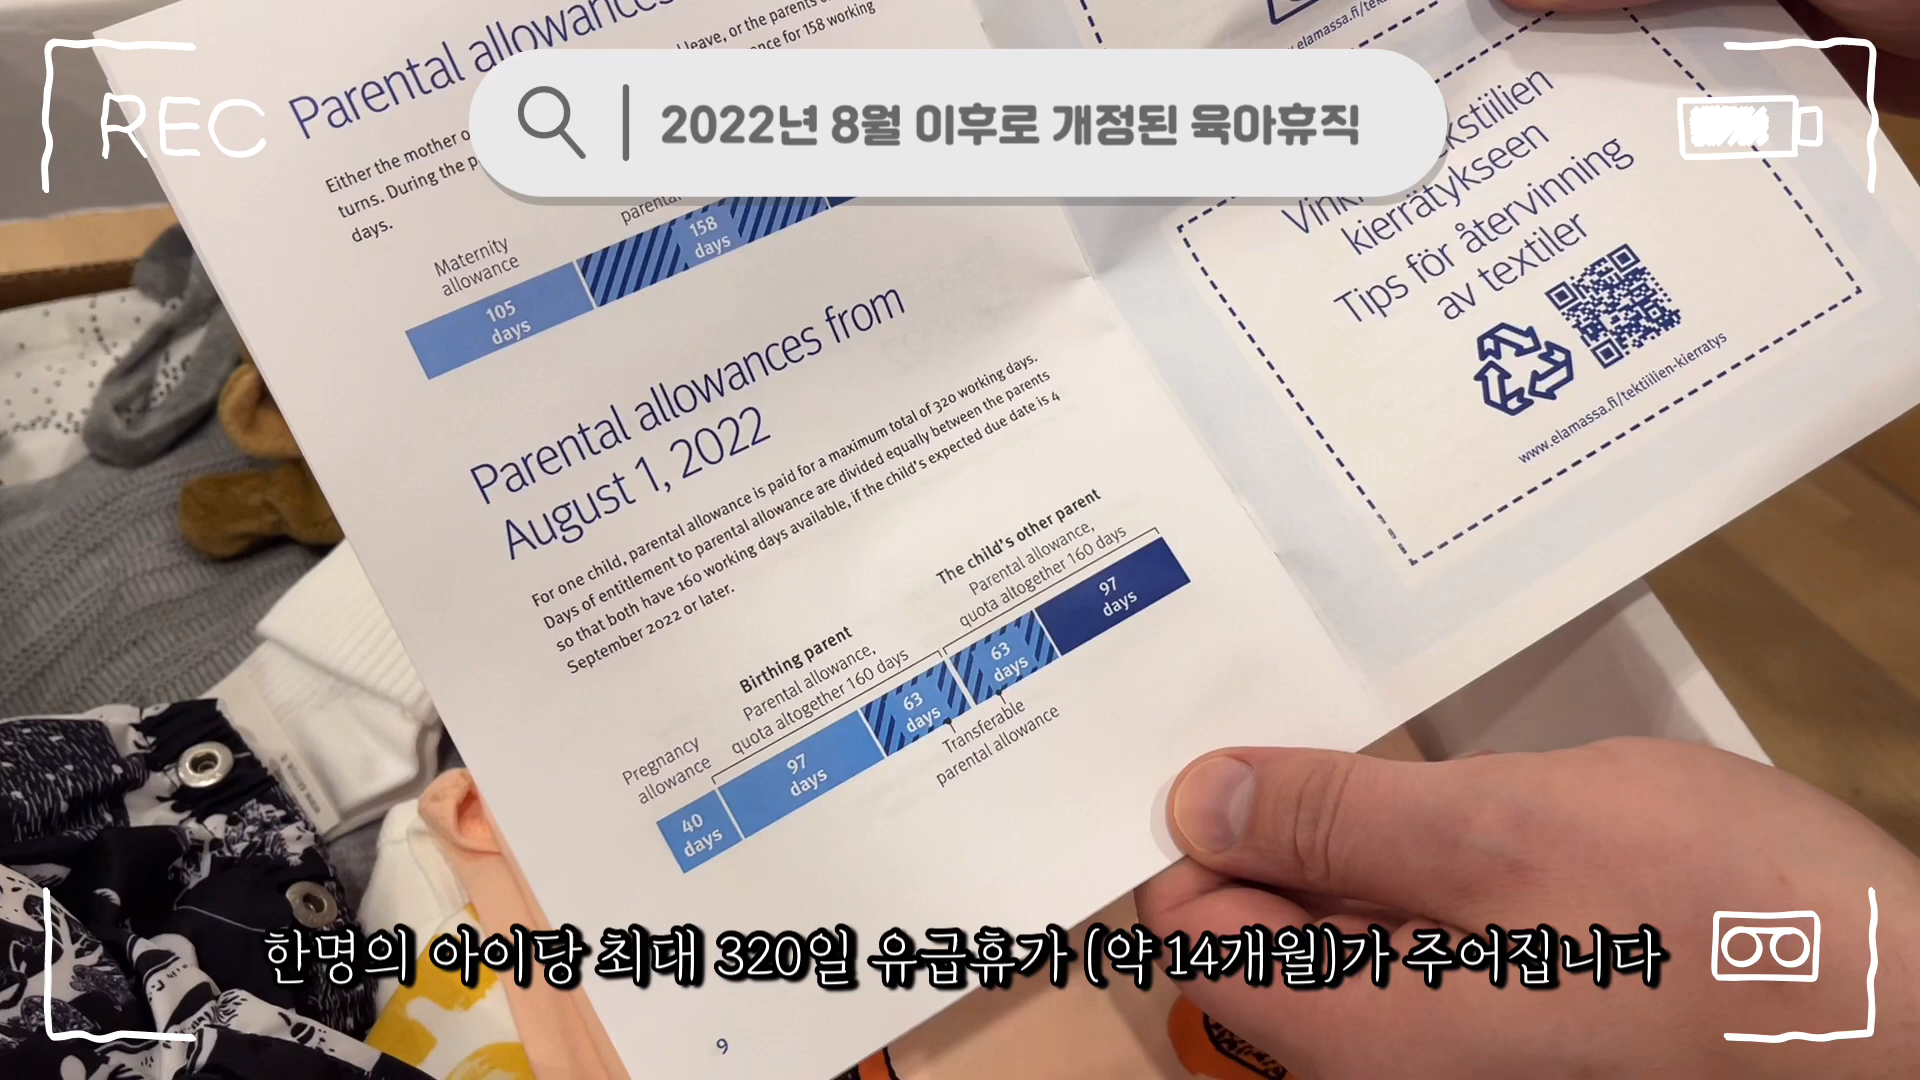 REC
2022년 8월 이후로 개정된 육아휴직
Parental allowances
leave, or the parents
Either the mother
for 158 working
turns. During the
days.
Maternity
allowance
105
days
158
days
Parental allowances from
August 1, 2022
For one child, parental allowance is paid for a maximum total of 320 working days.
Days of entitlement to parental allowance are divided equally between the parents
so that both have 160 working days available, if the child's expected due date is 4
September 2022 or later.
Pregnancy
allowance
Birthing parent
Parental allowance,
quota altogether 160 days
The child's other parent
Parental allowance,
quota altogether 160 days
40
days
97
days
63
days
63
days
97
days
Transferable
parental allowance
9
kierrätykseen
Tips för återvinning
av textiler
www.elamassa.fi/tektiilien-kierratys
한명의 아이당 최대 320일 유급휴가 (약 14개월)가 주어집니다